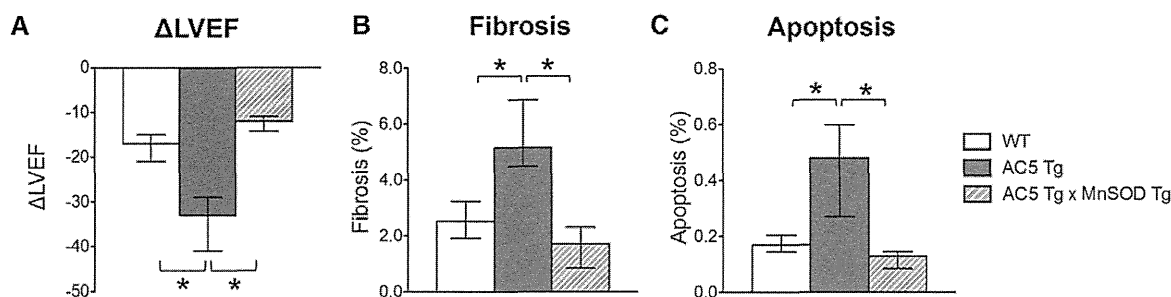 A
ΔLVEF
ΔLVEF
0
-10
-20
-30
-40
-50
* *
B
Fibrosis
Fibrosis (%)
8.0
6.0
4.0
2.0
0.0
* *
C
Apoptosis
Apoptosis (%)
0.8
0.6
0.4
0.2
0.0
* *
WT
AC5 Tg
AC5 Tg x MnSOD Tg